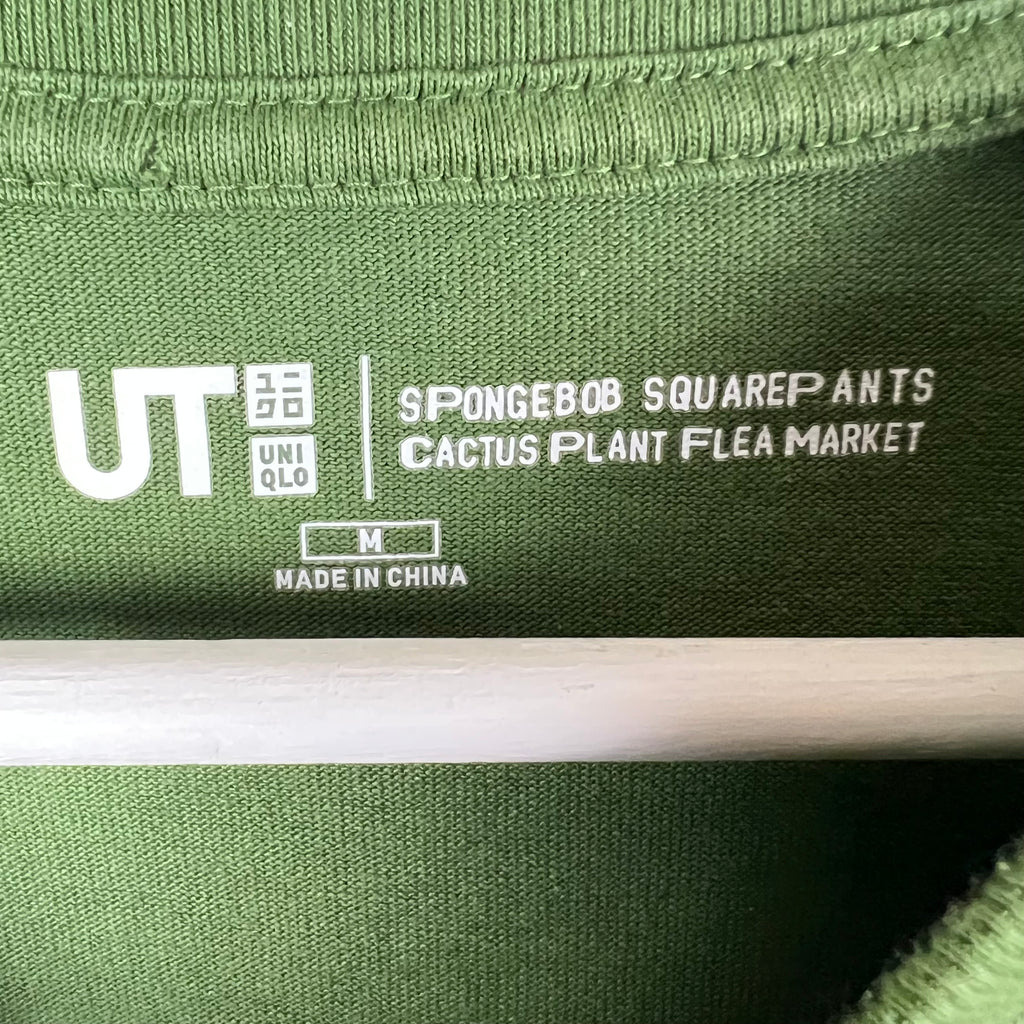 UT
ユニ
クロ
UNI
QLO
SPONGEBOB SQUAREPANTS
CACTUS PLANT FLEA MARKET
M
MADE IN CHINA